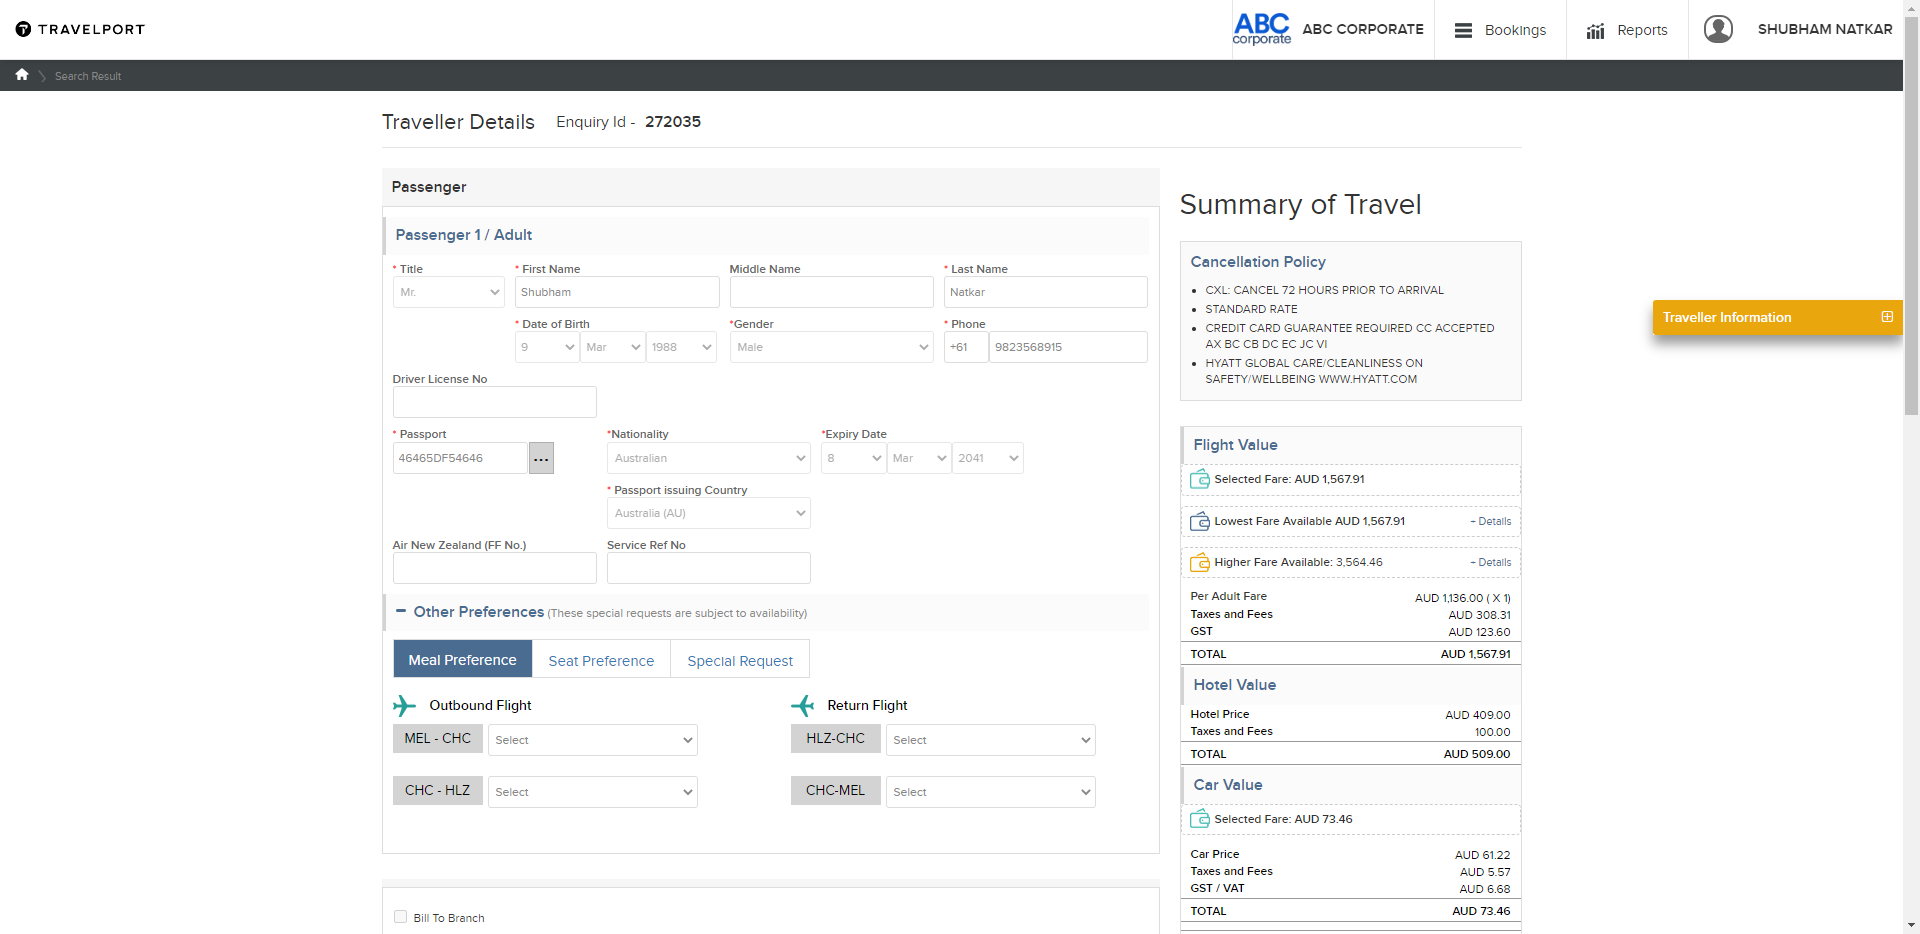 TRAVELPORT
ABC corporate
ABC CORPORATE
Bookings
Reports
SHUBHAM NATKAR
Search Result
Traveller Details Enquiry Id - 272035
Passenger
Passenger 1 / Adult
* Title
* First Name
Middle Name
* Last Name
Mr.
Shubham
Natkar
* Date of Birth
*Gender
* Phone
9
Mar
1988
Male
+61
9823568915
Driver License No
* Passport
*Nationality
*Expiry Date
46465DF54646
...
Australian
8
Mar
2041
* Passport issuing Country
Australia (AU)
Air New Zealand (FF No.)
Service Ref No
Other Preferences (These special requests are subject to availability)
Meal Preference
Seat Preference
Special Request
Outbound Flight
Return Flight
MEL - CHC
Select
HLZ-CHC
Select
CHC - HLZ
Select
CHC-MEL
Select
Bill To Branch
Summary of Travel
Cancellation Policy
CXL: CANCEL 72 HOURS PRIOR TO ARRIVAL
STANDARD RATE
CREDIT CARD GUARANTEE REQUIRED CC ACCEPTED
AX BC CB DC EC JC VI
HYATT GLOBAL CARE/CLEANLINESS ON
SAFETY/WELLBEING WWW.HYATT.COM
Traveller Information
Flight Value
Selected Fare: AUD 1,567.91
Lowest Fare Available AUD 1,567.91 + Details
Higher Fare Available: 3,564.46 + Details
Per Adult Fare AUD 1,136.00 ( X 1)
Taxes and Fees AUD 308.31
GST AUD 123.60
TOTAL AUD 1,567.91
Hotel Value
Hotel Price AUD 409.00
Taxes and Fees 100.00
TOTAL AUD 509.00
Car Value
Selected Fare: AUD 73.46
Car Price AUD 61.22
Taxes and Fees AUD 5.57
GST / VAT AUD 6.68
TOTAL AUD 73.46